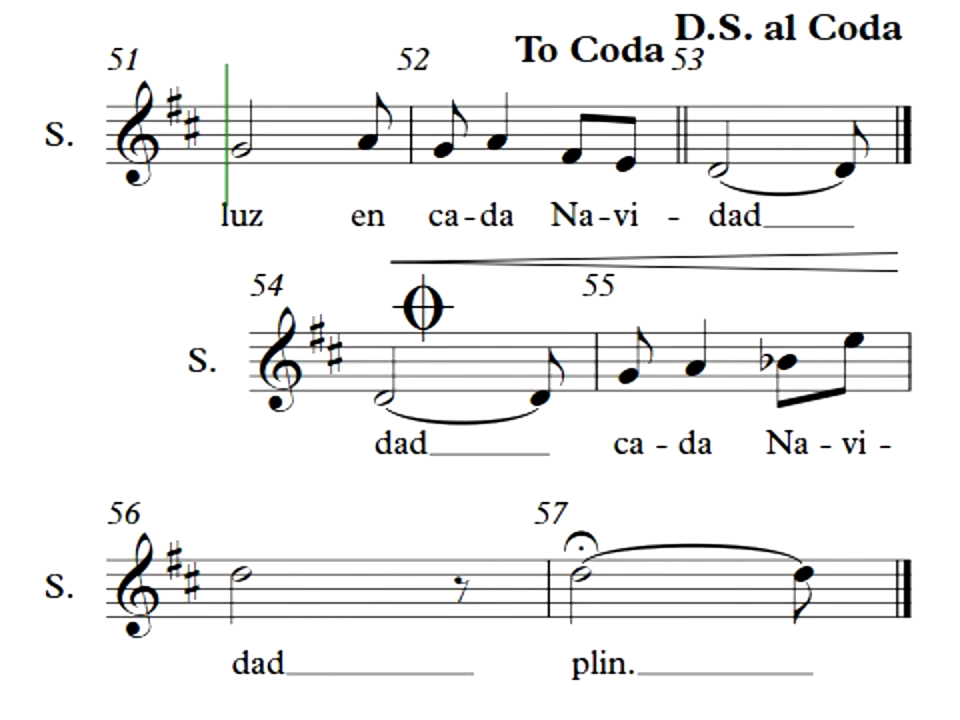 D.S. al Coda
51 52 To Coda 53
S.
luz en ca-da Na-vi - dad
54 55
S.
dad ca - da Na - vi -
56 57
S.
dad plin.